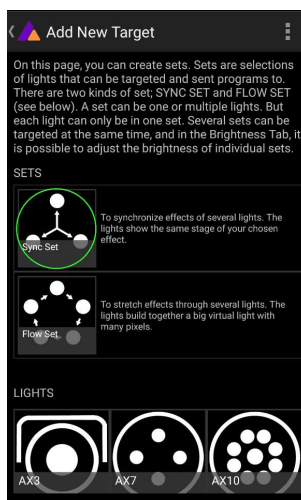 Add New Target
On this page, you can create sets. Sets are selections
of lights that can be targeted and sent programs to.
There are two kinds of set; SYNC SET and FLOW SET
(see below). A set can be one or multiple lights. But
each light can only be in one set. Several sets can be
targeted at the same time, and in the Brightness Tab, it
is possible to adjust the brightness of individual sets.
SETS
To synchronize effects of several lights. The
lights show the same stage of your chosen
effect.
Sync Set
To stretch effects through several lights. The
lights build together a big virtual light with
many pixels.
Flow Set
LIGHTS
AX3 AX7 AX10